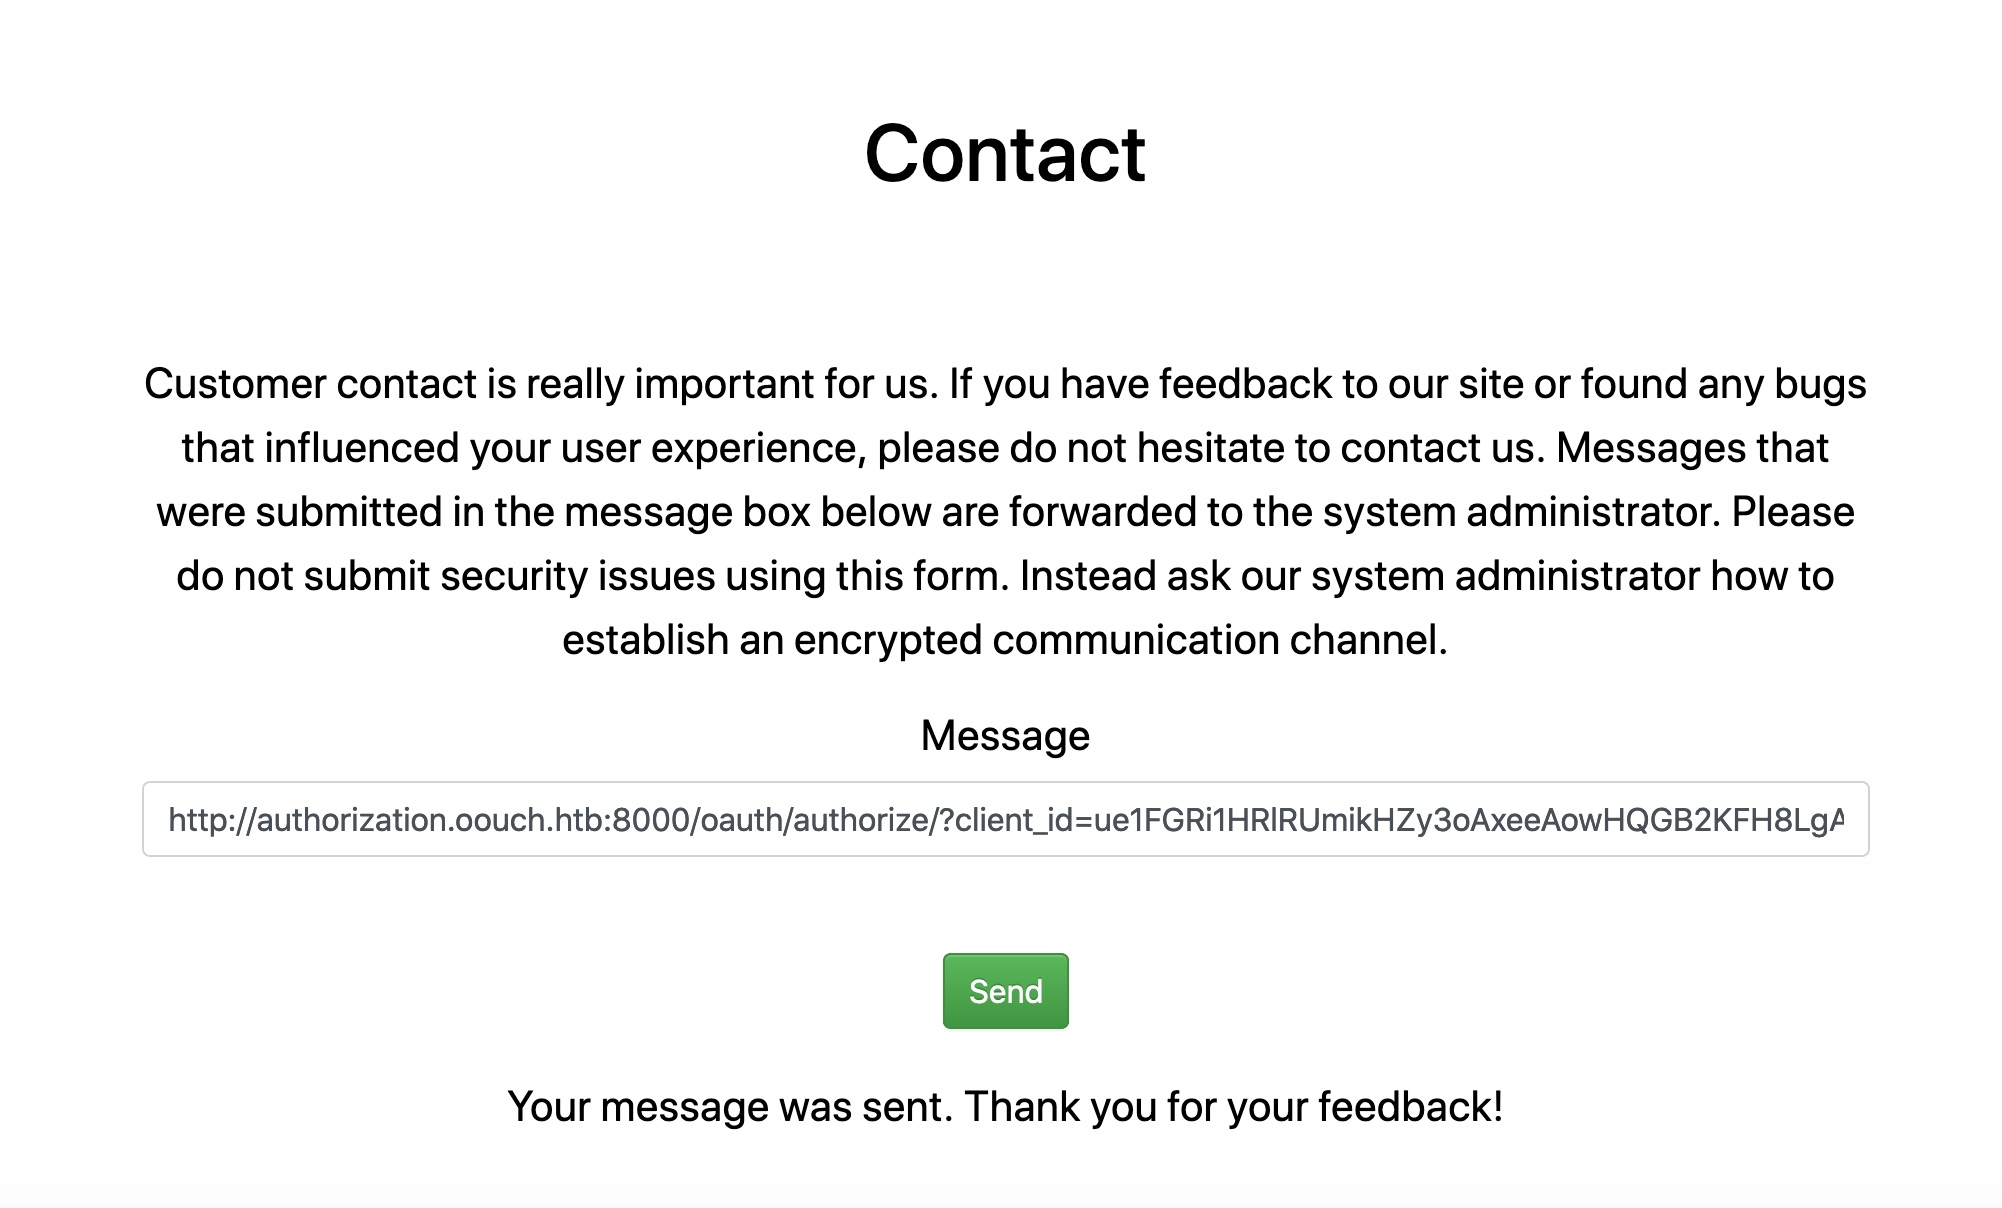 Contact
Customer contact is really important for us. If you have feedback to our site or found any bugs
that influenced your user experience, please do not hesitate to contact us. Messages that
were submitted in the message box below are forwarded to the system administrator. Please
do not submit security issues using this form. Instead ask our system administrator how to
establish an encrypted communication channel.
Message
http://authorization.oouch.htb:8000/oauth/authorize/?client_id=ue1FGRi1HRlRUmikHZy3oAxeeAowHQGB2KFH8LgA
Send
Your message was sent. Thank you for your feedback!